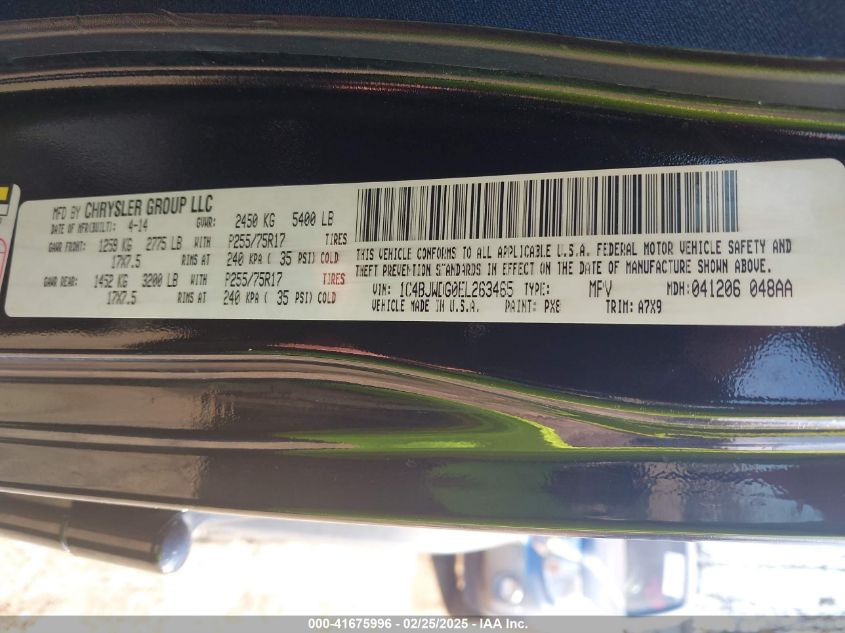 MFD BY CHRYSLER GROUP LLC
DATE OF MFR(BUILT): 4-14 GVWR: 2450 KG 5400 LB
GAWR FRONT: 1259 KG 2775 LB WITH P255/75R17 TIRES
17X7.5 RIMS AT 240 KPA ( 35 PSI) COLD
GAWR REAR: 1452 KG 3200 LB WITH P255/75R17 TIRES
17X7.5 RIMS AT 240 KPA ( 35 PSI) COLD
THIS VEHICLE CONFORMS TO ALL APPLICABLE U.S.A. FEDERAL MOTOR VEHICLE SAFETY AND
THEFT PREVENTION STANDARDS IN EFFECT ON THE DATE OF MANUFACTURE SHOWN ABOVE.
VIN: 1C4BJWDG0EL263465 TYPE: MPV MDH: 041206 048AA
VEHICLE MADE IN U.S.A. PAINT: PX8 TRIM: A7X9
000-41675996 - 02/25/2025 - IAA Inc.